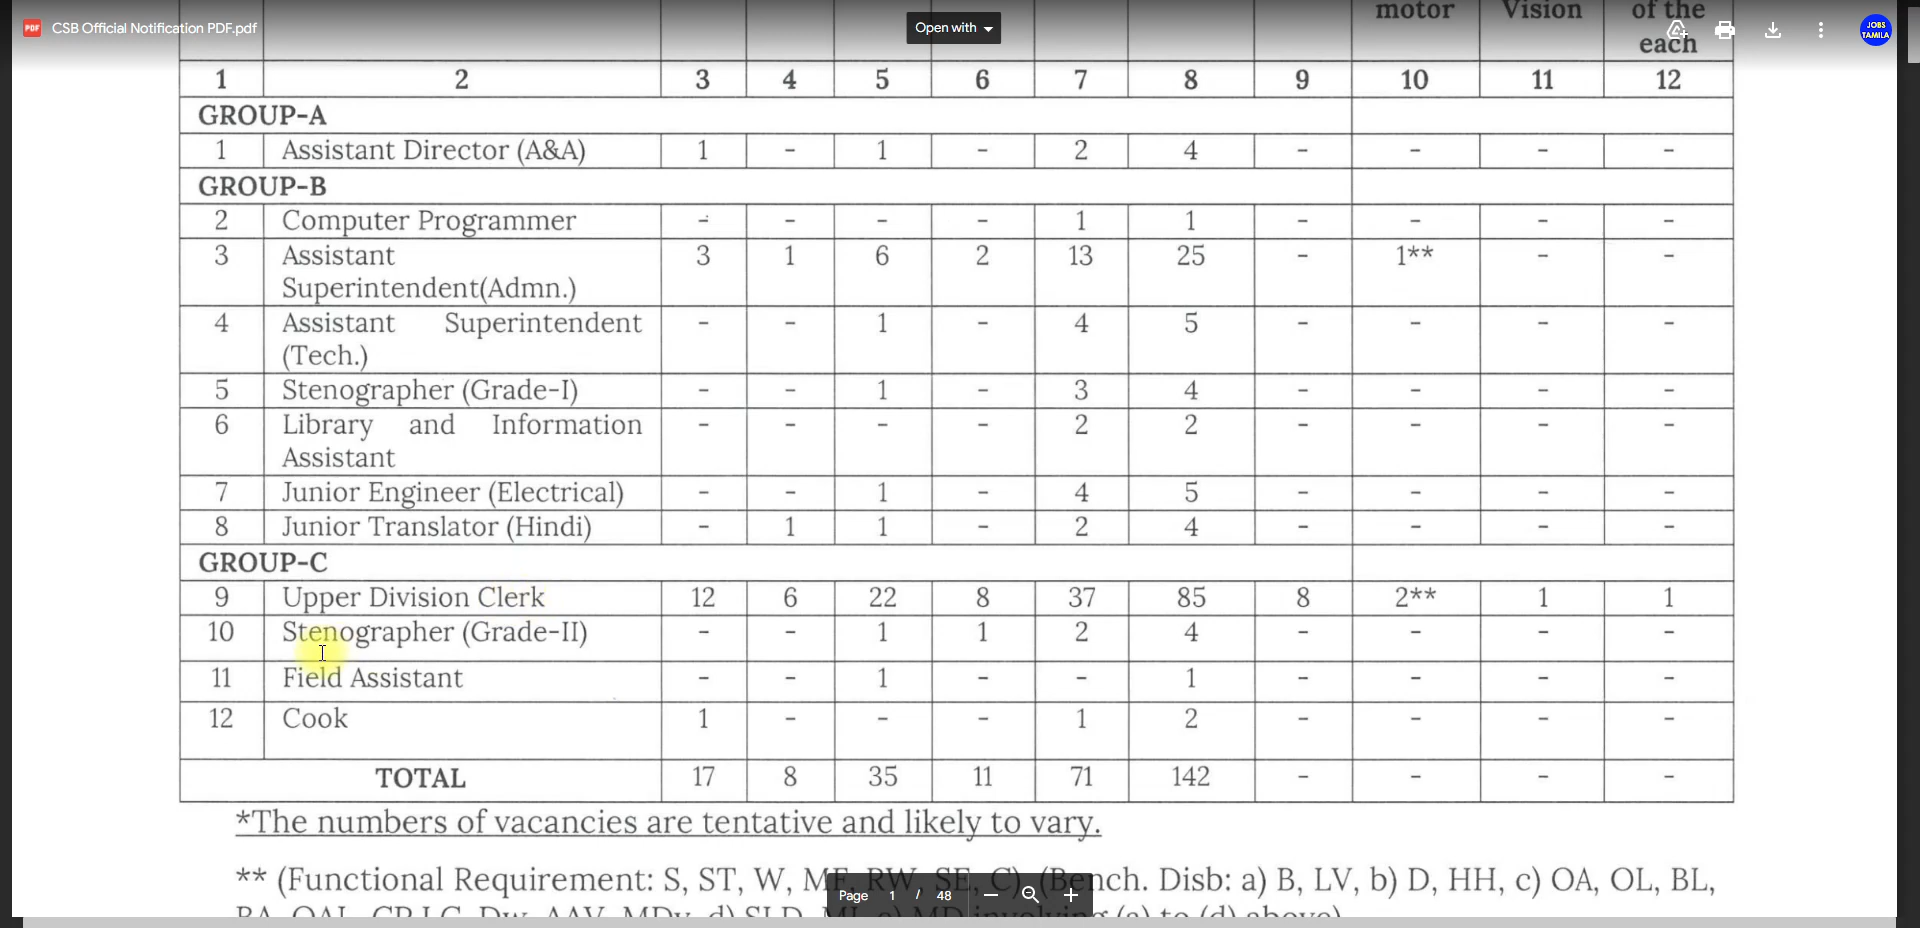 CSB Official Notification PDF.pdf
Open with
JOBS
TAMILA
motor Vision of the
each
1 2 3 4 5 6 7 8 9 10 11 12
GROUP-A
1 Assistant Director (A&A) 1 - 1 - 2 4 - - - -
GROUP-B
2 Computer Programmer - - - - 1 1 - - - -
3 Assistant 3 1 6 2 13 25 - 1** - -
Superintendent(Admn.)
4 Assistant Superintendent - - 1 - 4 5 - - - -
(Tech.)
5 Stenographer (Grade-I) - - 1 - 3 4 - - - -
6 Library and Information - - - - 2 2 - - - -
Assistant
7 Junior Engineer (Electrical) - - 1 - 4 5 - - - -
8 Junior Translator (Hindi) - 1 1 - 2 4 - - - -
GROUP-C
9 Upper Division Clerk 12 6 22 8 37 85 8 2** 1 1
10 Stenographer (Grade-II) - - 1 1 2 4 - - - -
11 Field Assistant - - 1 - - 1 - - - -
12 Cook 1 - - - 1 2 - - - -
TOTAL 17 8 35 11 71 142 - - - -
*The numbers of vacancies are tentative and likely to vary.
** (Functional Requirement: S, ST, W, MF, RW, SE, C), (Bench. Disb: a) B, LV, b) D, HH, c) OA, OL, BL,
Page 1 / 48